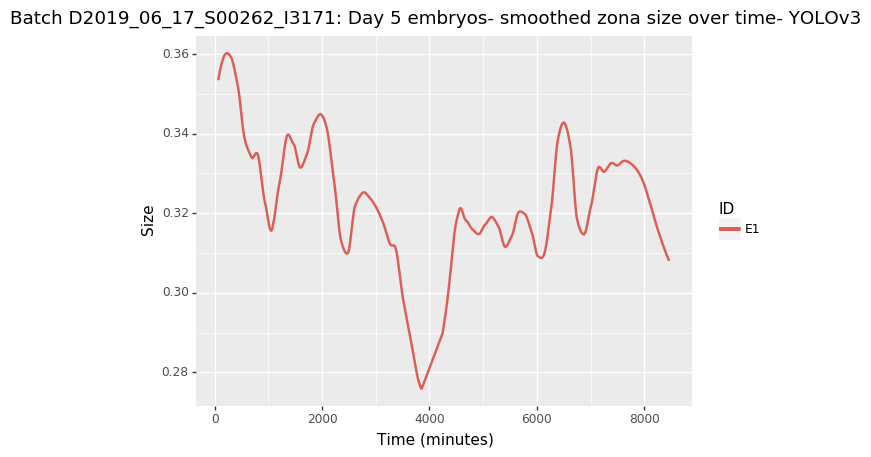 Batch D2019_06_17_S00262_I3171: Day 5 embryos- smoothed zona size over time- YOLOv3
0.36
0.34
0.32
0.30
0.28
Size
0
2000
4000
6000
8000
Time (minutes)
ID
E1